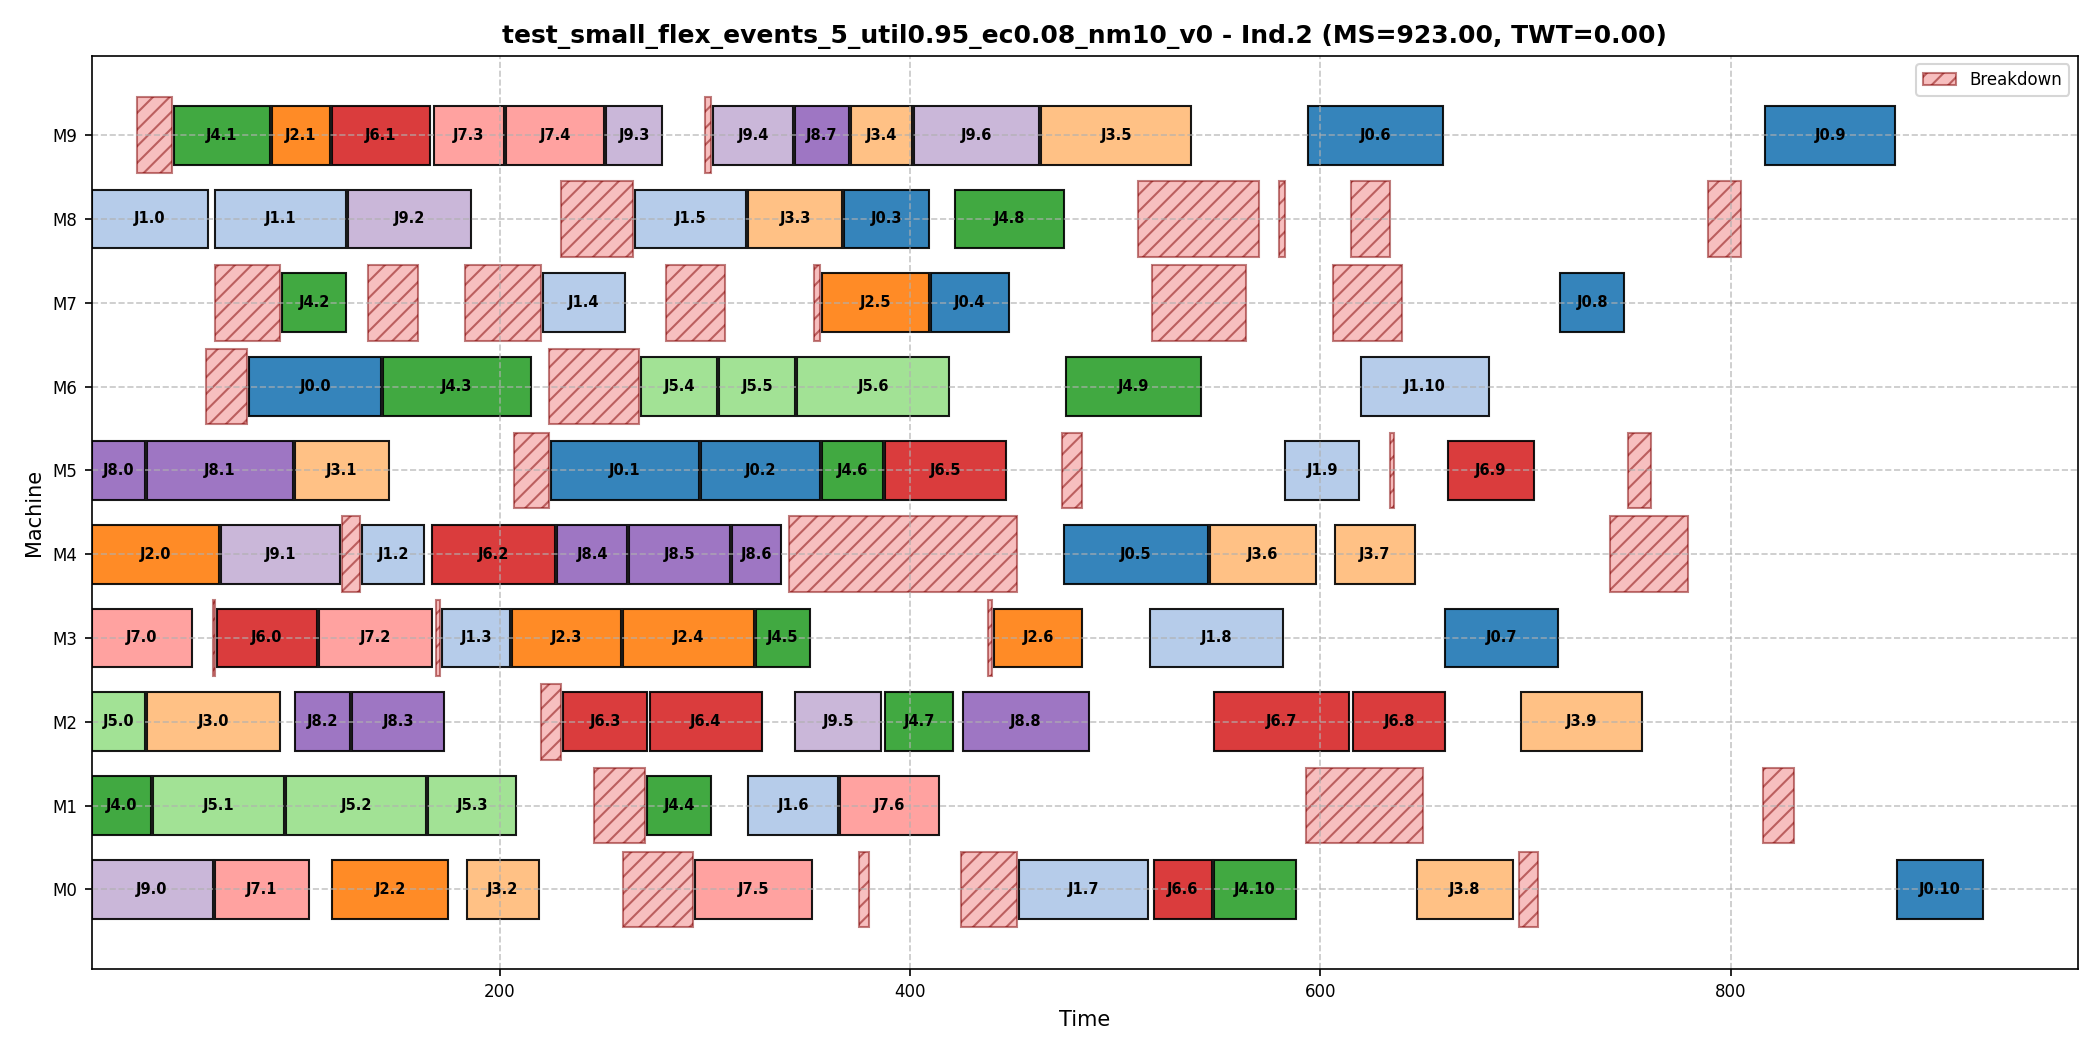 test_small_flex_events_5_util0.95_ec0.08_nm10_v0 - Ind.2 (MS=923.00, TWT=0.00)
Breakdown
M9 J4.1 J2.1 J6.1 J7.3 J7.4 J9.3 J9.4 J8.7 J3.4 J9.6 J3.5 J0.6 J0.9
M8 J1.0 J1.1 J9.2 J1.5 J3.3 J0.3 J4.8
M7 J4.2 J1.4 J2.5 J0.4 J0.8
M6 J0.0 J4.3 J5.4 J5.5 J5.6 J4.9 J1.10
M5 J8.0 J8.1 J3.1 J0.1 J0.2 J4.6 J6.5 J1.9 J6.9
M4 J2.0 J9.1 J1.2 J6.2 J8.4 J8.5 J8.6 J0.5 J3.6 J3.7
M3 J7.0 J6.0 J7.2 J1.3 J2.3 J2.4 J4.5 J2.6 J1.8 J0.7
M2 J5.0 J3.0 J8.2 J8.3 J6.3 J6.4 J9.5 J4.7 J8.8 J6.7 J6.8 J3.9
M1 J4.0 J5.1 J5.2 J5.3 J4.4 J1.6 J7.6
M0 J9.0 J7.1 J2.2 J3.2 J7.5 J1.7 J6.6 J4.10 J3.8 J0.10
Machine
200 400 600 800
Time